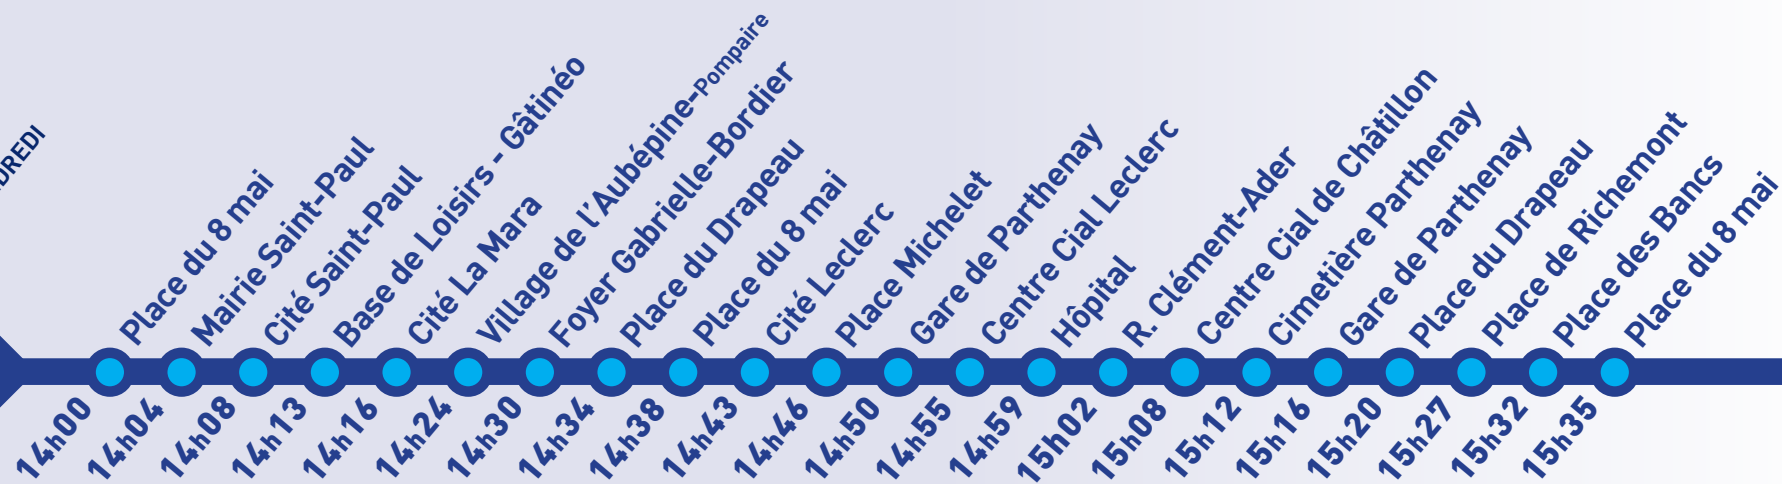 Place du 8 mai
Mairie Saint-Paul
Cité Saint-Paul
Base de Loisirs - Gâtinéo
Cité La Mara
Village de l'Aubépine-Pompaire
Foyer Gabrielle-Bordier
Place du Drapeau
Place du 8 mai
Cité Leclerc
Place Michelet
Gare de Parthenay
Centre Cial Leclerc
Hôpital
R. Clément-Ader
Centre Cial de Châtillon
Cimetière Parthenay
Gare de Parthenay
Place du Drapeau
Place de Richemont
Place des Bancs
Place du 8 mai
14h00
14h04
14h08
14h13
14h16
14h24
14h30
14h34
14h38
14h43
14h46
14h50
14h55
14h59
15h02
15h08
15h12
15h16
15h20
15h27
15h32
15h35